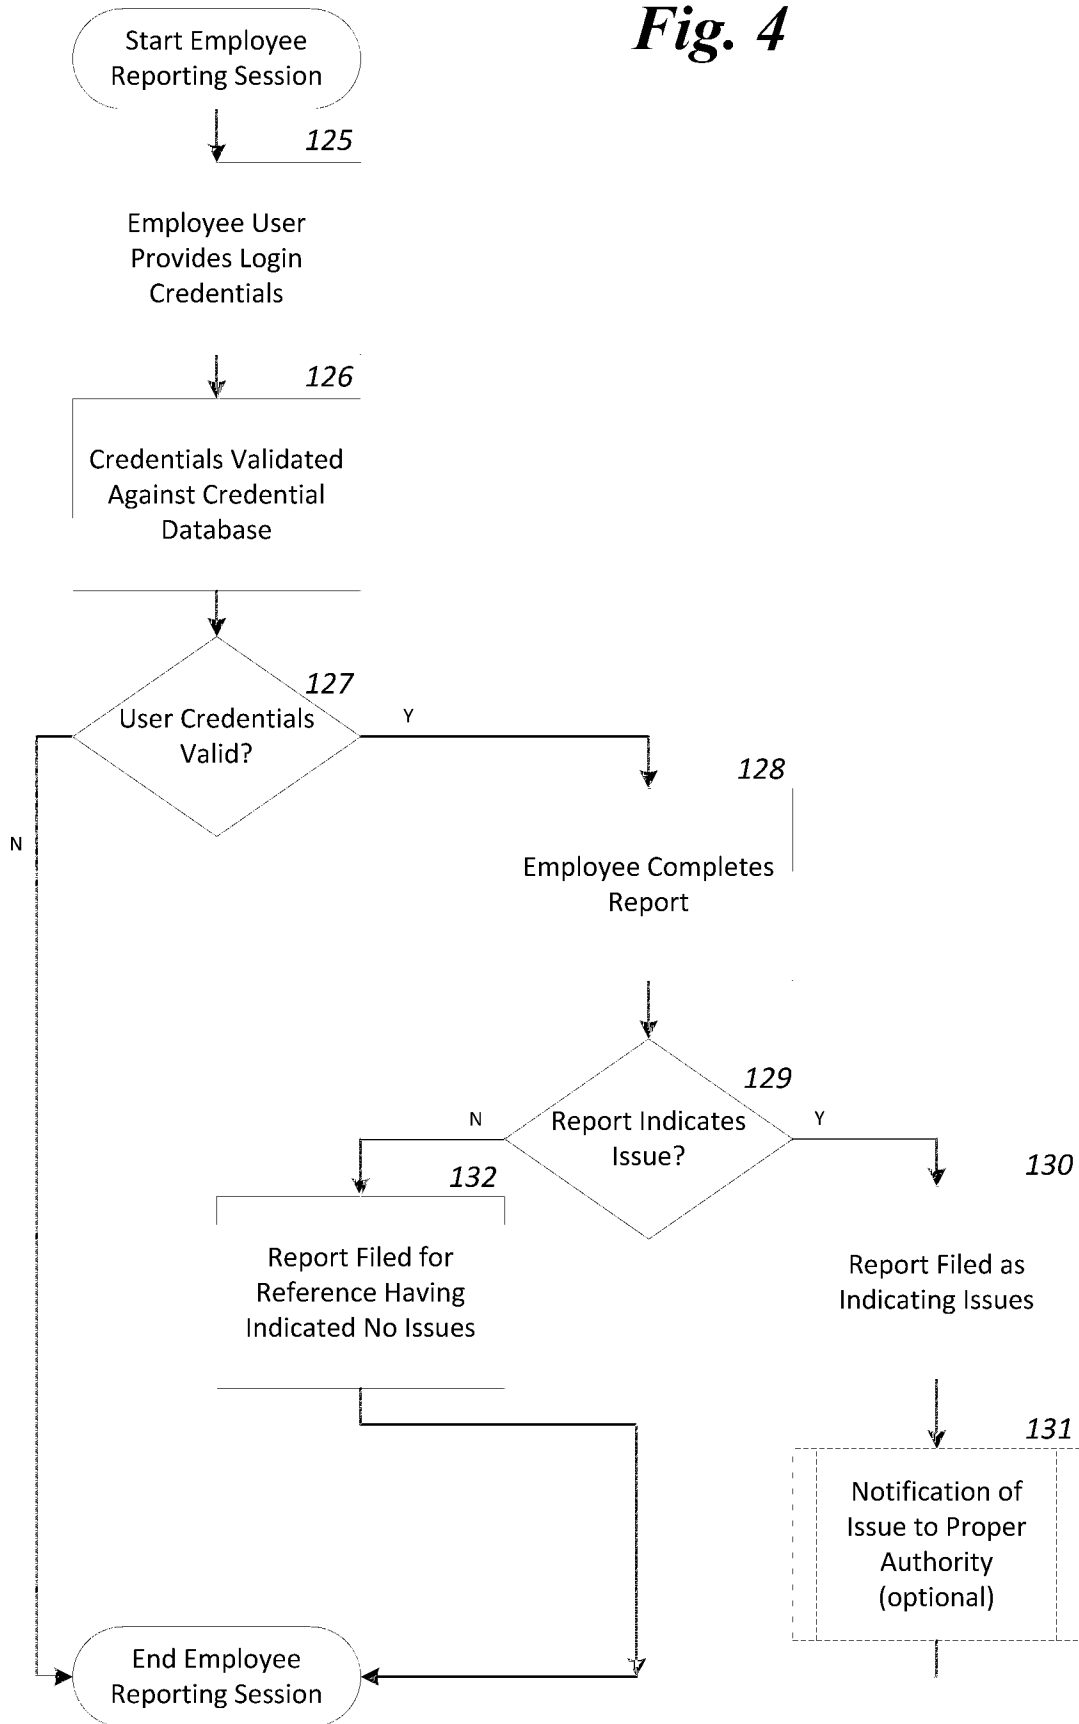 Fig. 4
Start Employee
Reporting Session
125
Employee User
Provides Login
Credentials
126
Credentials Validated
Against Credential
Database
127
User Credentials
Valid?
Y
N
128
Employee Completes
Report
129
Report Indicates
Issue?
N
Y
132
Report Filed for
Reference Having
Indicated No Issues
130
Report Filed as
Indicating Issues
131
Notification of
Issue to Proper
Authority
(optional)
End Employee
Reporting Session